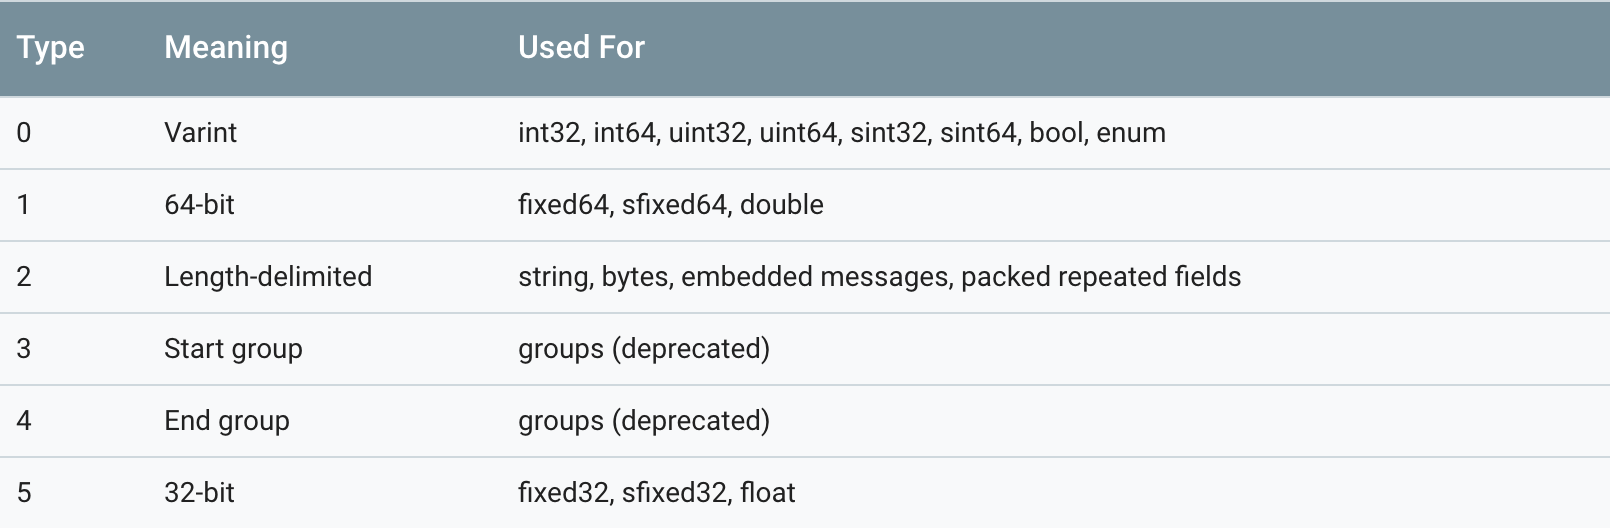 Type Meaning Used For
0 Varint int32, int64, uint32, uint64, sint32, sint64, bool, enum
1 64-bit fixed64, sfixed64, double
2 Length-delimited string, bytes, embedded messages, packed repeated fields
3 Start group groups (deprecated)
4 End group groups (deprecated)
5 32-bit fixed32, sfixed32, float